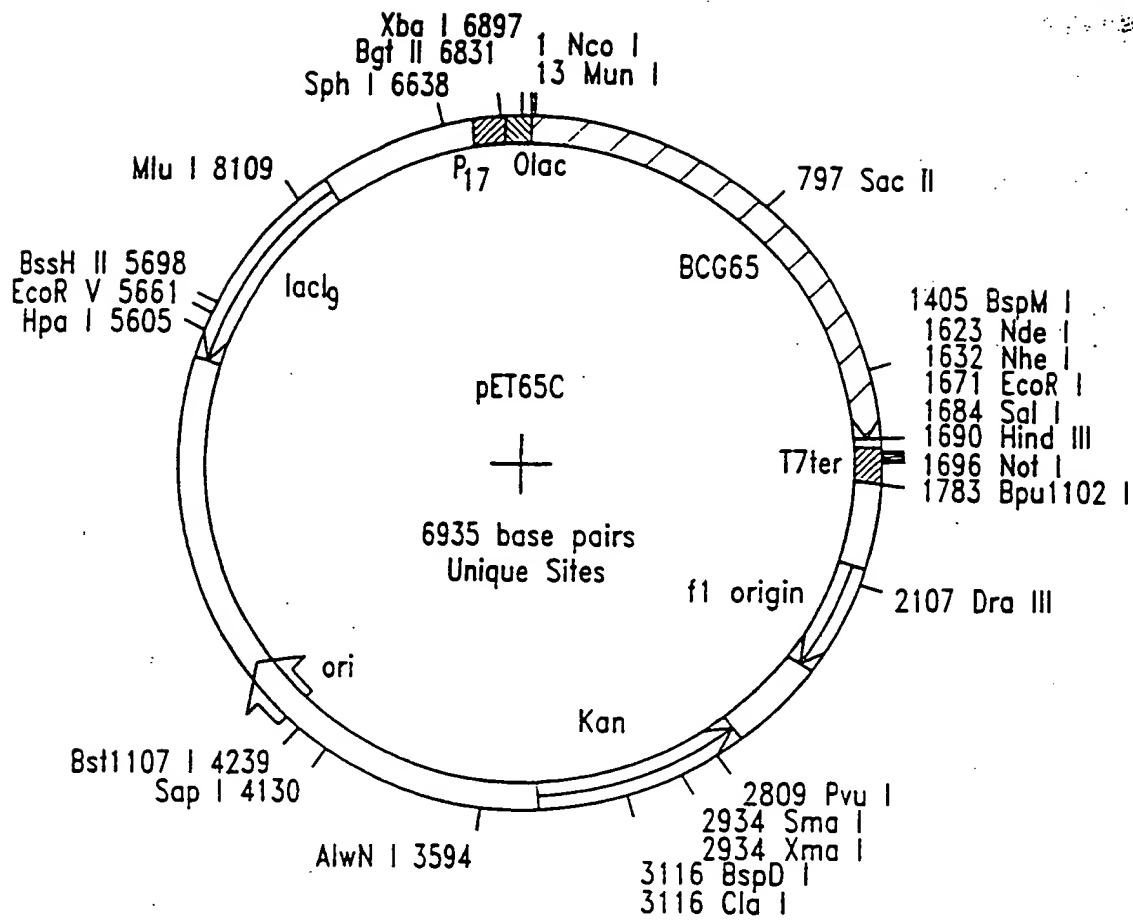 Xba I 6897
Bgt II 6831
Sph I 6638
1 Nco I
13 Mun I
Mlu I 8109
P17
Olac
797 Sac II
BssH II 5698
EcoR V 5661
Hpa I 5605
lacIg
BCG65
1405 BspM I
1623 Nde I
1632 Nhe I
1671 EcoR I
1684 Sal I
1690 Hind III
1696 Not I
1783 Bpu1102 I
pET65C
T7ter
6935 base pairs
Unique Sites
f1 origin
2107 Dra III
ori
Kan
Bst1107 I 4239
Sap I 4130
AlwN I 3594
2809 Pvu I
2934 Sma I
2934 Xma I
3116 BspD I
3116 Cla I